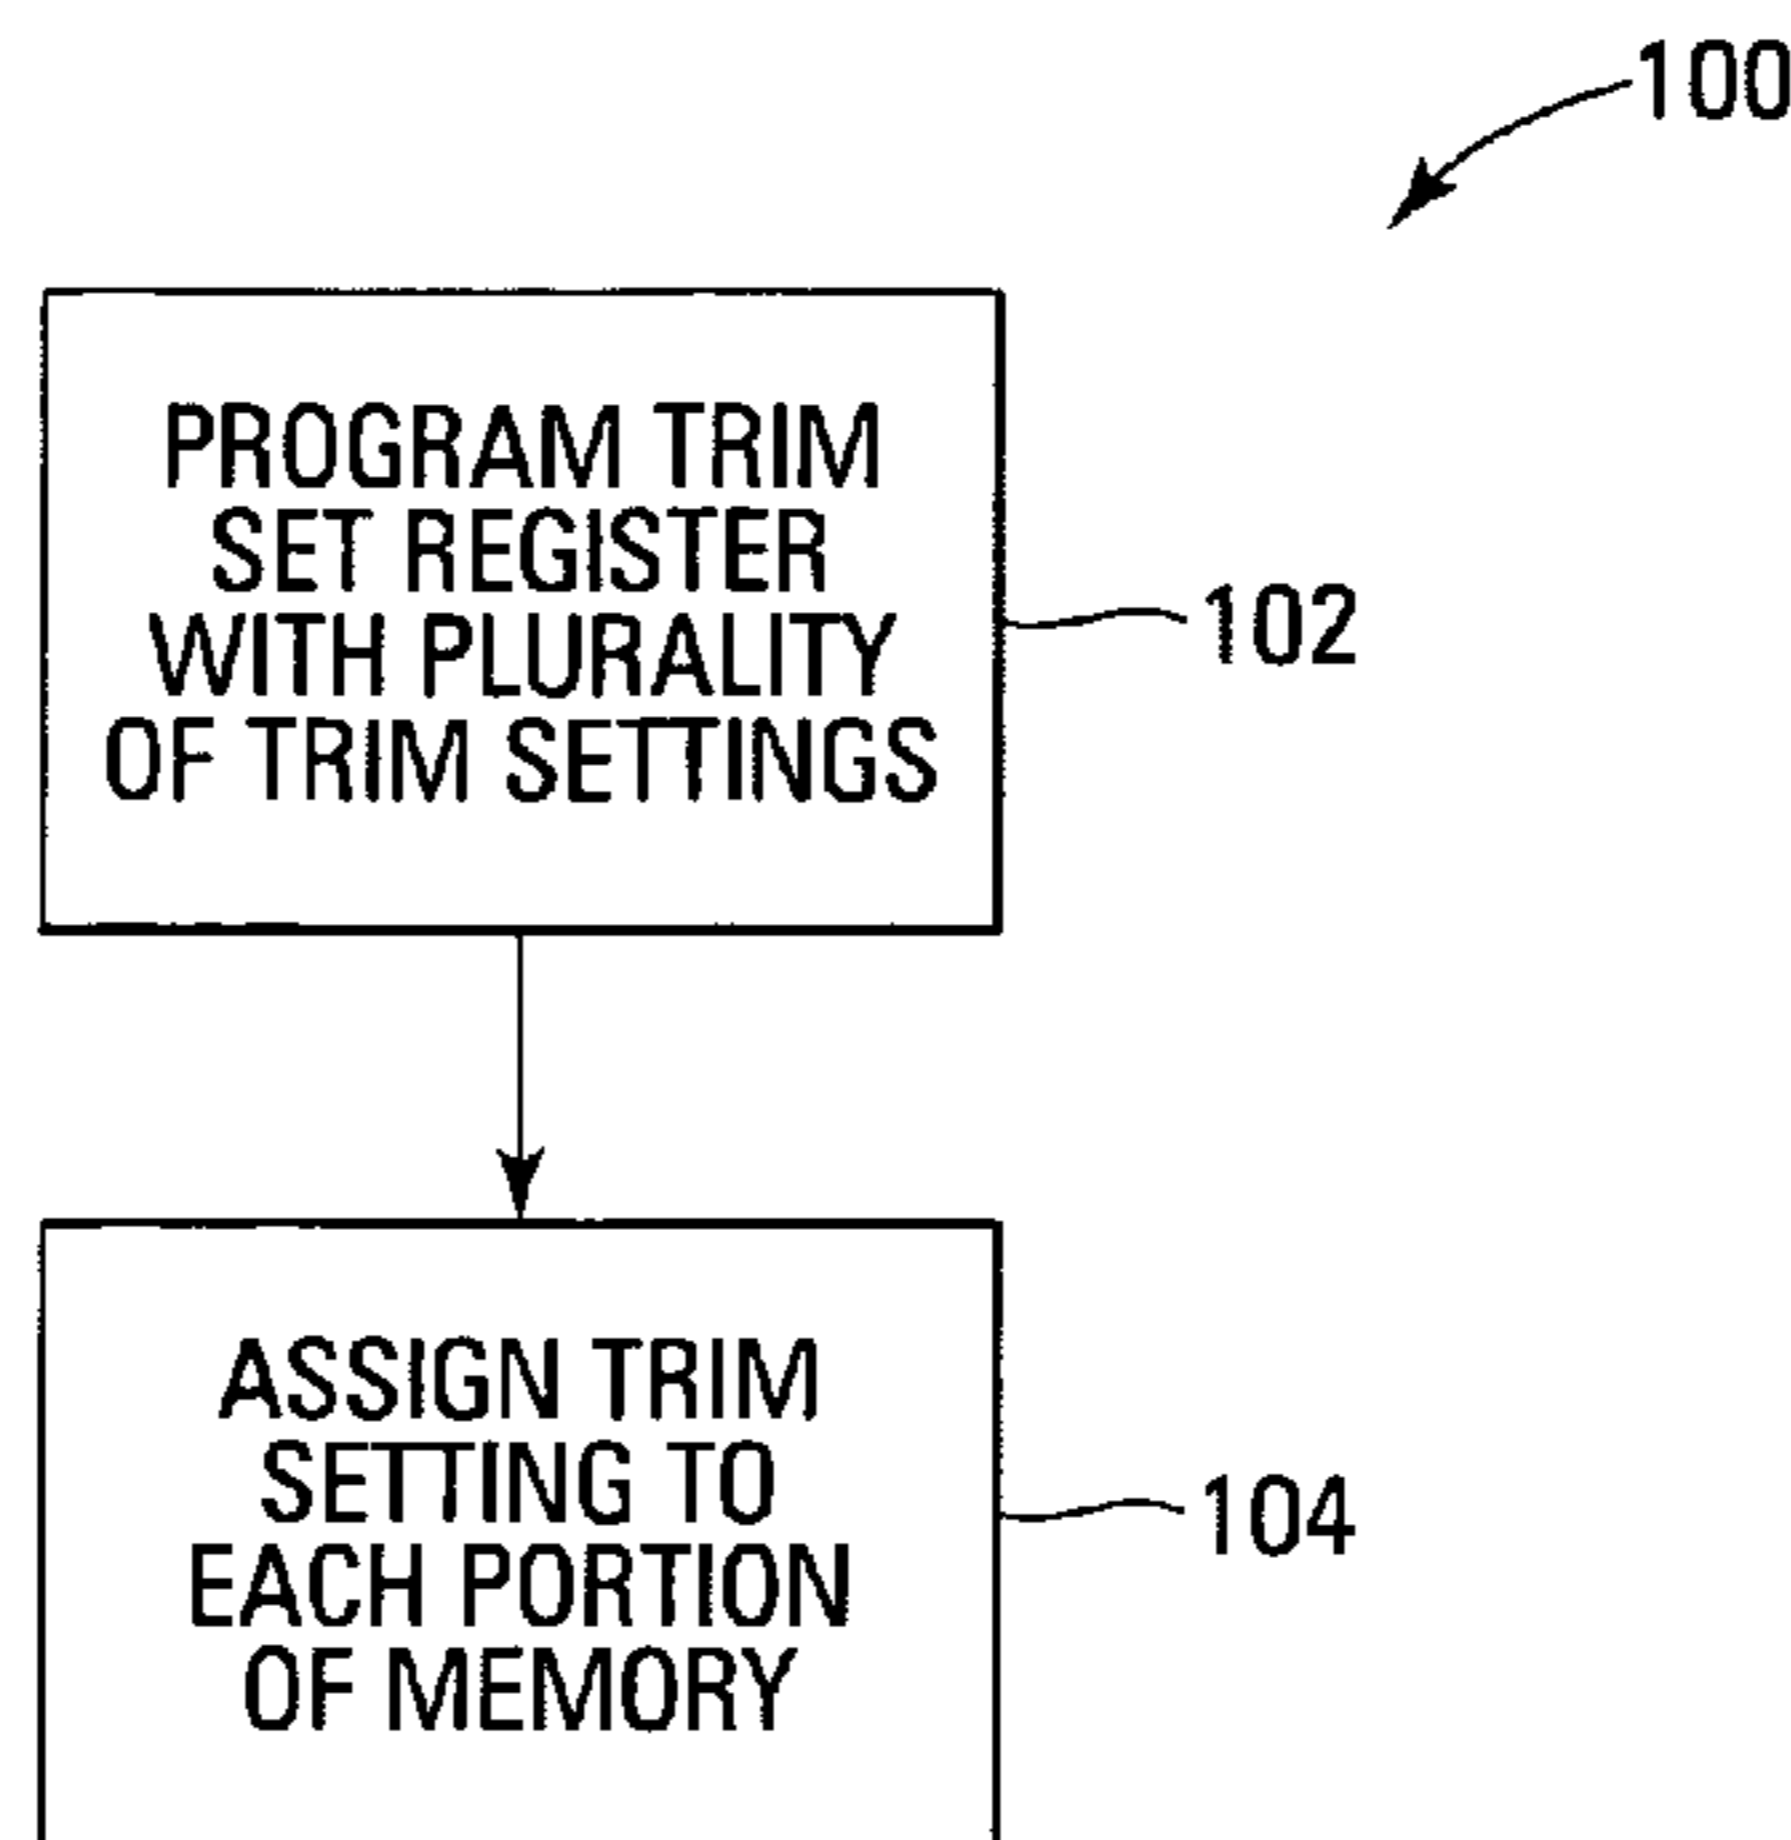 100
PROGRAM TRIM
SET REGISTER
WITH PLURALITY
OF TRIM SETTINGS
102
ASSIGN TRIM
SETTING TO
EACH PORTION
OF MEMORY
104